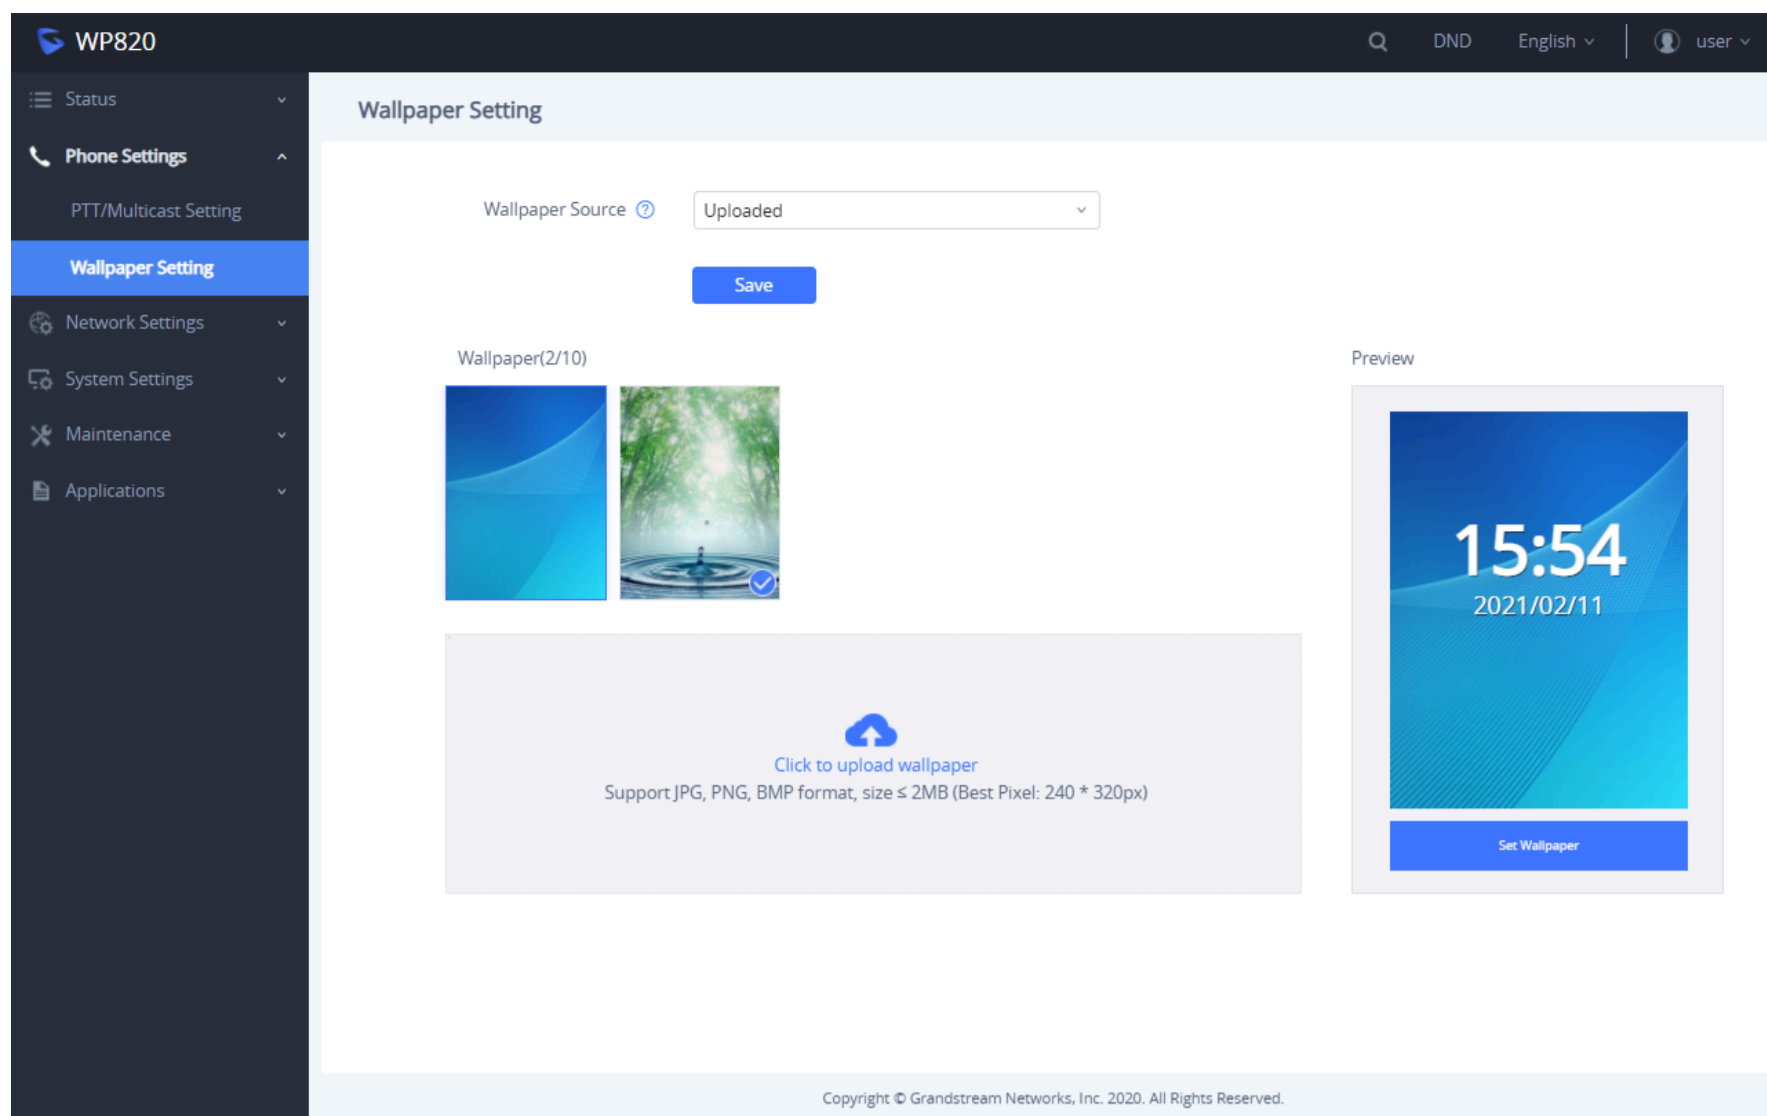 WP820
DND
English
user
Status
Phone Settings
PTT/Multicast Setting
Wallpaper Setting
Network Settings
System Settings
Maintenance
Applications
Wallpaper Setting
Wallpaper Source ?
Uploaded
Save
Wallpaper(2/10)
Preview
15:54
2021/02/11
Click to upload wallpaper
Support JPG, PNG, BMP format, size ≤ 2MB (Best Pixel: 240 * 320px)
Set Wallpaper
Copyright © Grandstream Networks, Inc. 2020. All Rights Reserved.